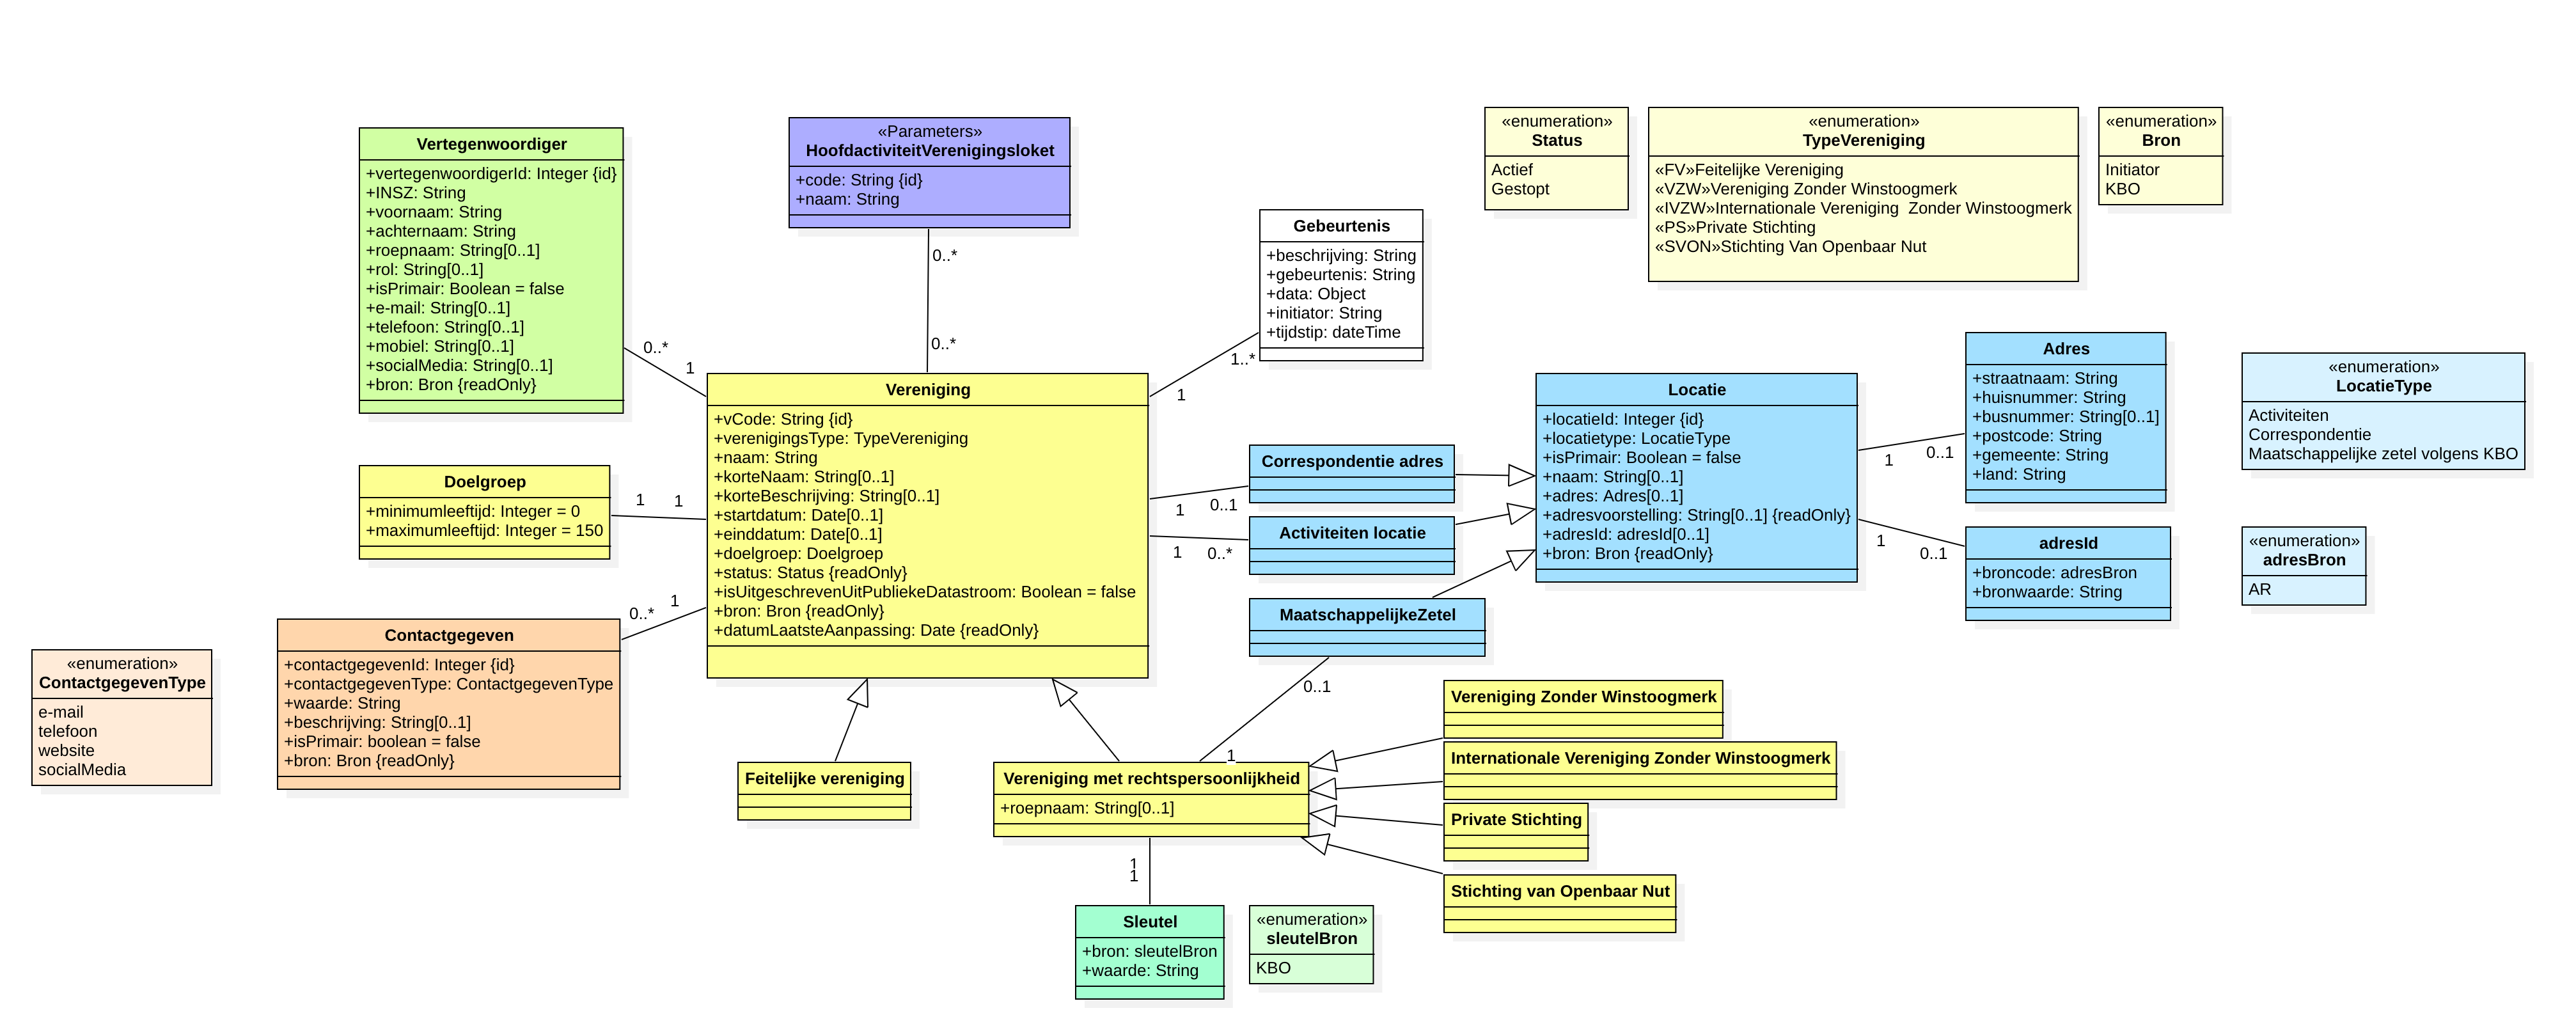 Vertegenwoordiger
+vertegenwoordigerId: Integer {id}
+INSZ: String
+voornaam: String
+achternaam: String
+roepnaam: String[0..1]
+rol: String[0..1]
+isPrimair: Boolean = false
+e-mail: String[0..1]
+telefoon: String[0..1]
+mobiel: String[0..1]
+socialMedia: String[0..1]
+bron: Bron {readOnly}
0..*
1
«Parameters»
HoofdactiviteitVerenigingsloket
+code: String {id}
+naam: String
0..*
0..*
Gebeurtenis
+beschrijving: String
+gebeurtenis: String
+data: Object
+initiator: String
+tijdstip: dateTime
1..*
1
«enumeration»
Status
Actief
Gestopt
«enumeration»
TypeVereniging
«FV»Feitelijke Vereniging
«VZW»Vereniging Zonder Winstoogmerk
«IVZW»Internationale Vereniging  Zonder Winstoogmerk
«PS»Private Stichting
«SVON»Stichting Van Openbaar Nut
«enumeration»
Bron
Initiator
KBO
Doelgroep
+minimumleeftijd: Integer = 0
+maximumleeftijd: Integer = 150
1
1
Vereniging
+vCode: String {id}
+verenigingsType: TypeVereniging
+naam: String
+korteNaam: String[0..1]
+korteBeschrijving: String[0..1]
+startdatum: Date[0..1]
+einddatum: Date[0..1]
+doelgroep: Doelgroep
+status: Status {readOnly}
+isUitgeschrevenUitPubliekeDatastroom: Boolean = false
+bron: Bron {readOnly}
+datumLaatsteAanpassing: Date {readOnly}
Correspondentie adres
1
0..1
Activiteiten locatie
1
0..*
MaatschappelijkeZetel
0..1
1
Locatie
+locatieId: Integer {id}
+locatietype: LocatieType
+isPrimair: Boolean = false
+naam: String[0..1]
+adres: Adres[0..1]
+adresvoorstelling: String[0..1] {readOnly}
+adresId: adresId[0..1]
+bron: Bron {readOnly}
1
0..1
1
0..1
Adres
+straatnaam: String
+huisnummer: String
+busnummer: String[0..1]
+postcode: String
+gemeente: String
+land: String
adresId
+broncode: adresBron
+bronwaarde: String
«enumeration»
LocatieType
Activiteiten
Correspondentie
Maatschappelijke zetel volgens KBO
«enumeration»
adresBron
AR
«enumeration»
ContactgegevenType
e-mail
telefoon
website
socialMedia
Contactgegeven
+contactgegevenId: Integer {id}
+contactgegevenType: ContactgegevenType
+waarde: String
+beschrijving: String[0..1]
+isPrimair: boolean = false
+bron: Bron {readOnly}
0..*
1
Feitelijke vereniging
Vereniging met rechtspersoonlijkheid
+roepnaam: String[0..1]
Vereniging Zonder Winstoogmerk
Internationale Vereniging Zonder Winstoogmerk
Private Stichting
Stichting van Openbaar Nut
1
1
Sleutel
+bron: sleutelBron
+waarde: String
«enumeration»
sleutelBron
KBO